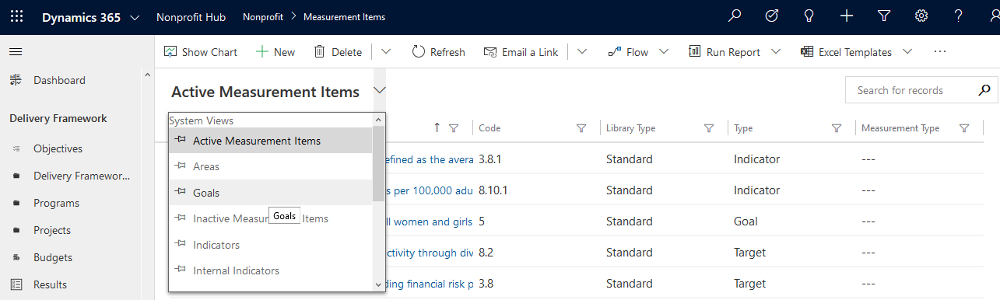 Dynamics 365 Nonprofit Hub Nonprofit > Measurement Items
Show Chart New Delete Refresh Email a Link Flow Run Report Excel Templates
Dashboard
Active Measurement Items Search for records
Delivery Framework
System Views
Code Library Type Type Measurement Type
Active Measurement Items
Objectives
efined as the avera 3.8.1 Standard Indicator ---
Areas
Delivery Framewor...
s per 100,000 adu 8.10.1 Standard Indicator ---
Goals
Programs
Goals
Inactive Measur Items
ll women and girls 5 Standard Goal ---
Projects
Indicators
ctivity through div 8.2 Standard Target ---
Budgets
Internal Indicators
Results
ding financial risk p 3.8 Standard Target ---